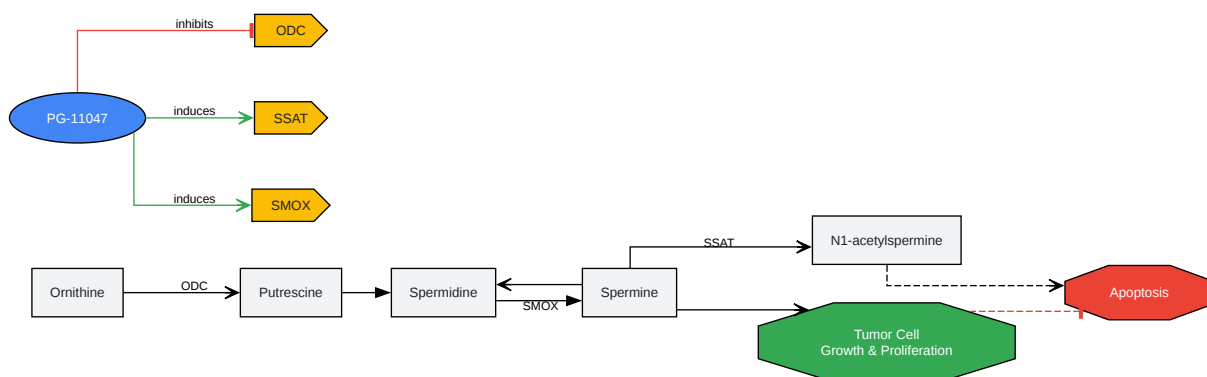 inhibits
ODC
PG-11047
induces
SSAT
induces
SMOX
SSAT
N1-acetylspermine
Ornithine
ODC
Putrescine
Spermidine
SMOX
Spermine
Apoptosis
Tumor Cell
Growth & Proliferation